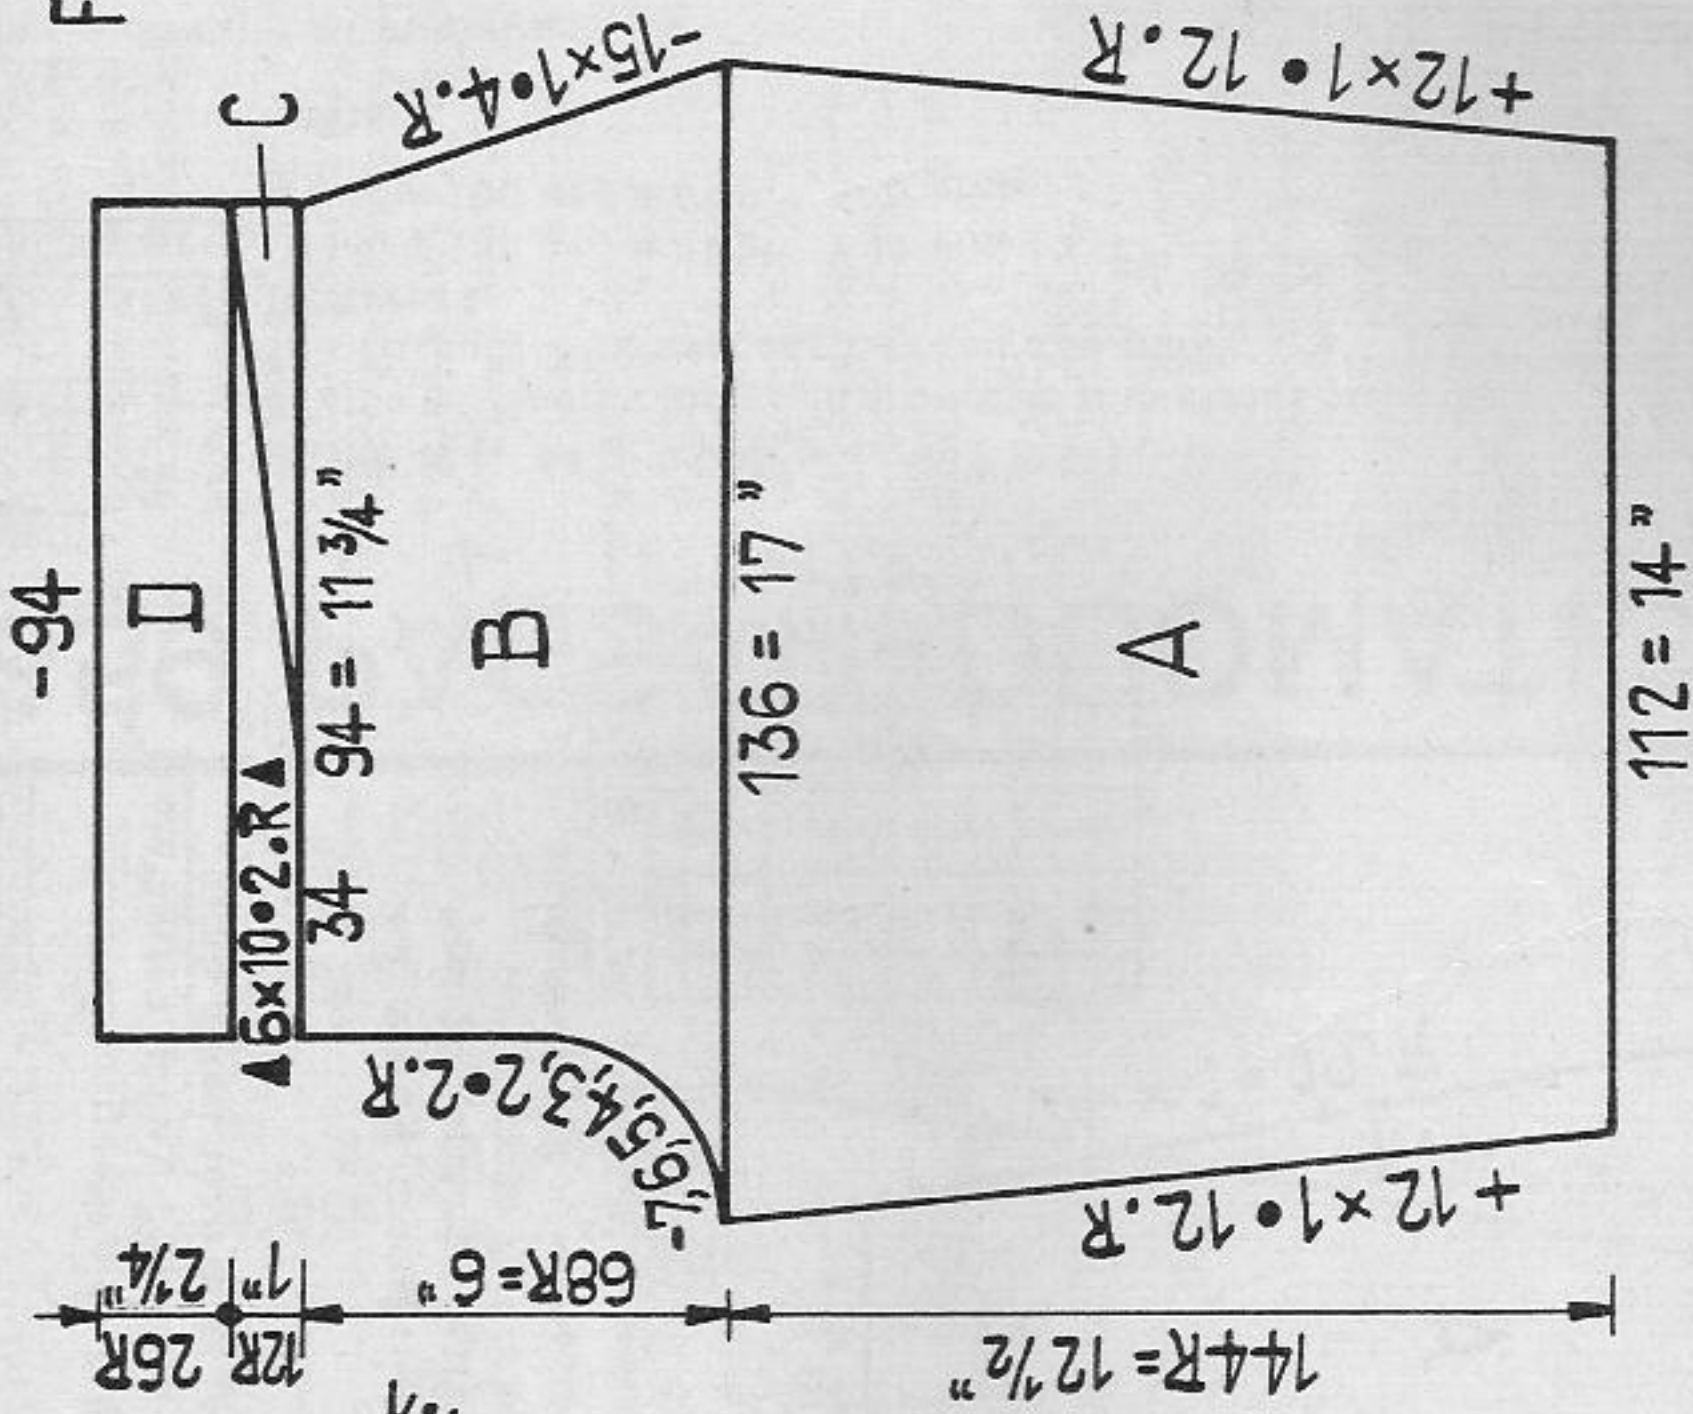 F
-94
D
C
6×10•2.R
34
94 = 11 3/4"
B
-15×1•4.R
-7,6,5,4,3,2•2.R
136 = 17"
A
+12×1•12.R
+12×1•12.R
112 = 14"
2 1/4"
26R
1"
12R
68R=6"
144R=12 1/2"